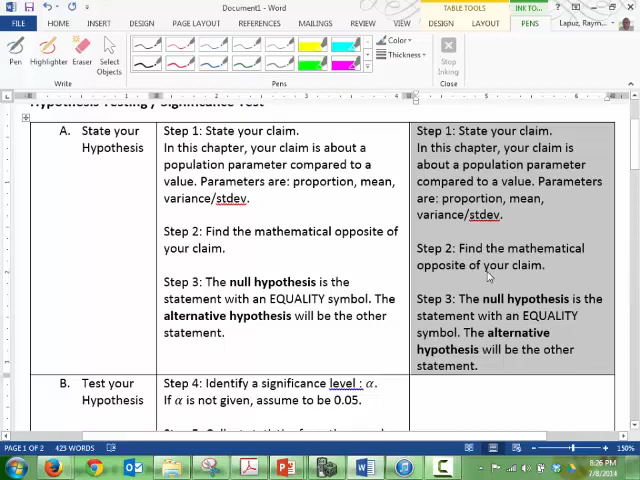 Document1 - Word
TABLE TOOLS
INK TO...
FILE
HOME
INSERT
DESIGN
PAGE LAYOUT
REFERENCES
MAILINGS
REVIEW
VIEW
DESIGN
LAYOUT
PENS
Lapuz, Raym...
Pen
Highlighter
Eraser
Select
Objects
Color
Thickness
Stop
Inking
Write
Pens
Close
Hypothesis Testing / Significance Test
A. State your
Hypothesis
Step 1: State your claim.
In this chapter, your claim is about a
population parameter compared to a
value. Parameters are: proportion, mean,
variance/stdev.
Step 2: Find the mathematical opposite of
your claim.
Step 3: The null hypothesis is the
statement with an EQUALITY symbol. The
alternative hypothesis will be the other
statement.
Step 1: State your claim.
In this chapter, your claim is
about a population parameter
compared to a value. Parameters
are: proportion, mean,
variance/stdev.
Step 2: Find the mathematical
opposite of your claim.
Step 3: The null hypothesis is the
statement with an EQUALITY
symbol. The alternative
hypothesis will be the other
statement.
B. Test your
Hypothesis
Step 4: Identify a significance level : α.
If α is not given, assume to be 0.05.
PAGE 1 OF 2
423 WORDS
150%
8:26 PM
7/8/2014